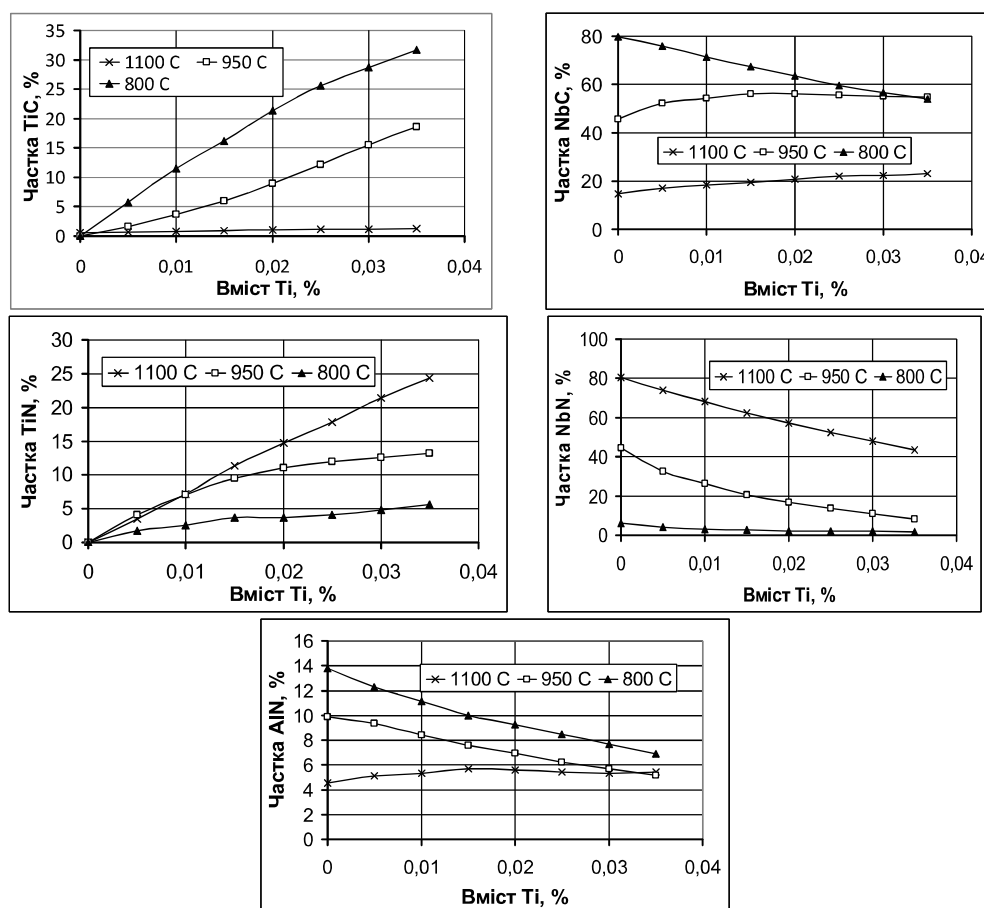 35
30
25
20
15
10
5
0
Частка TiC, %
1100 C 950 C
800 C
0 0,01 0,02 0,03 0,04
Вміст Ti, %
80
60
40
20
0
Частка NbC, %
1100 C 950 C 800 C
0 0,01 0,02 0,03 0,04
Вміст Ti, %
30
25
20
15
10
5
0
Частка TiN, %
1100 C 950 C 800 C
0 0,01 0,02 0,03 0,04
Вміст Ti, %
100
80
60
40
20
0
Частка NbN, %
1100 C 950 C 800 C
0 0,01 0,02 0,03 0,04
Вміст Ti, %
16
14
12
10
8
6
4
2
0
Частка AlN, %
1100 C 950 C 800 C
0 0,01 0,02 0,03 0,04
Вміст Ti, %